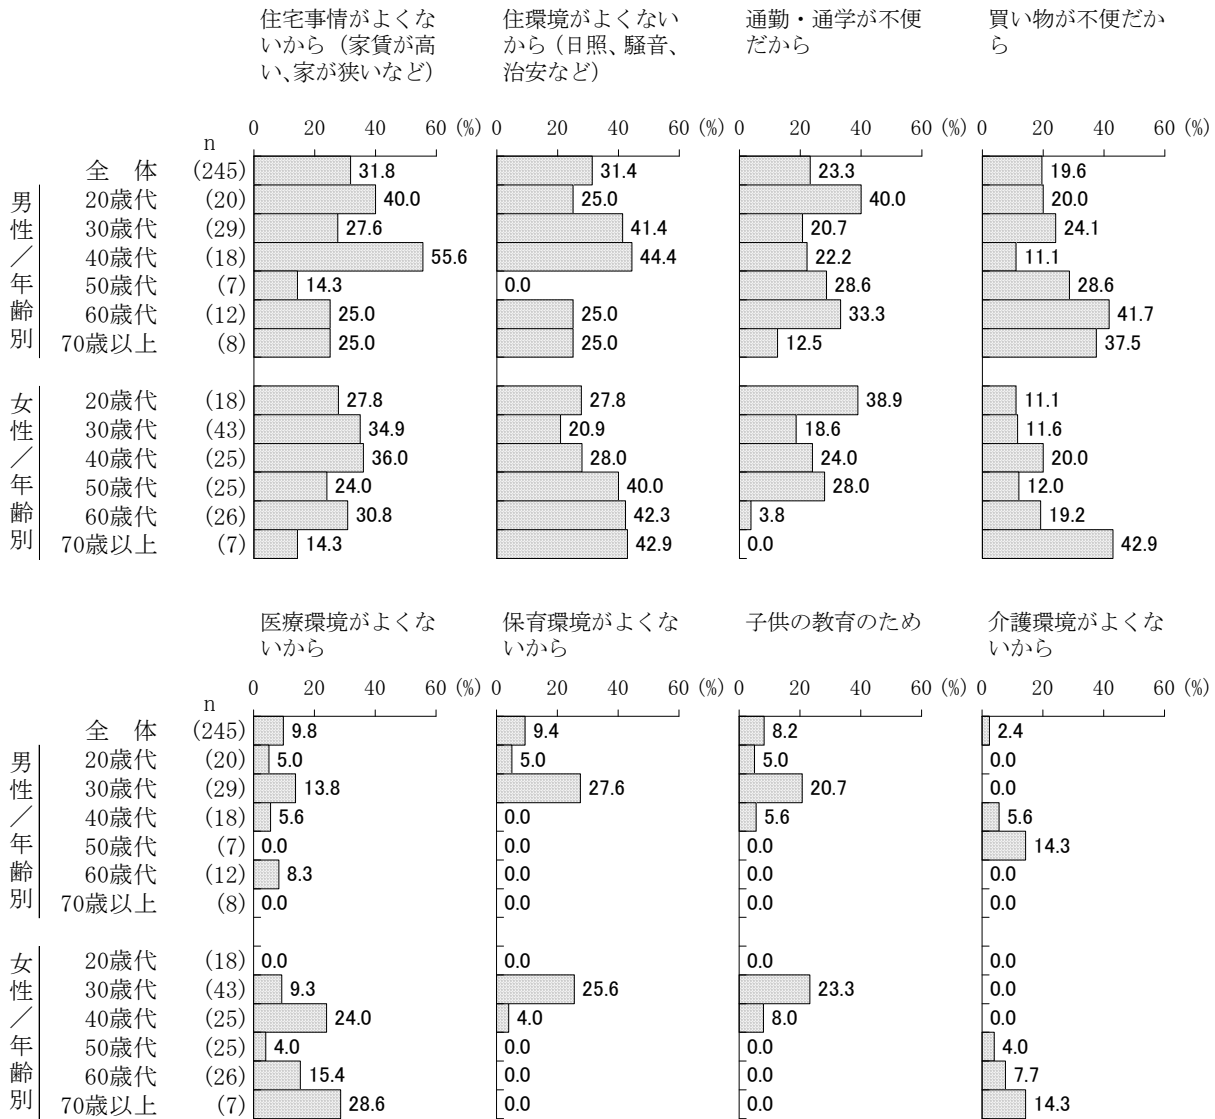 住宅事情がよくな 住環境がよくない 通勤・通学が不便 買い物が不便だか
いから（家賃が高 から（日照、騒音、 だから ら
い、家が狭いなど） 治安など）
0 20 40 60 (%) 0 20 40 60 (%) 0 20 40 60 (%) 0 20 40 60 (%)
n
全 体 (245) 31.8 31.4 23.3 19.6
男性／年齢別
20歳代 (20) 40.0 25.0 40.0 20.0
30歳代 (29) 27.6 41.4 20.7 24.1
40歳代 (18) 55.6 44.4 22.2 11.1
50歳代 (7) 14.3 0.0 28.6 28.6
60歳代 (12) 25.0 25.0 33.3 41.7
70歳以上 (8) 25.0 25.0 12.5 37.5
女性／年齢別
20歳代 (18) 27.8 27.8 38.9 11.1
30歳代 (43) 34.9 20.9 18.6 11.6
40歳代 (25) 36.0 28.0 24.0 20.0
50歳代 (25) 24.0 40.0 28.0 12.0
60歳代 (26) 30.8 42.3 3.8 19.2
70歳以上 (7) 14.3 42.9 0.0 42.9
医療環境がよくな 保育環境がよくな 子供の教育のため 介護環境がよくな
いから いから いから
0 20 40 60 (%) 0 20 40 60 (%) 0 20 40 60 (%) 0 20 40 60 (%)
n
全 体 (245) 9.8 9.4 8.2 2.4
男性／年齢別
20歳代 (20) 5.0 5.0 5.0 0.0
30歳代 (29) 13.8 27.6 20.7 0.0
40歳代 (18) 5.6 0.0 5.6 5.6
50歳代 (7) 0.0 0.0 0.0 14.3
60歳代 (12) 8.3 0.0 0.0 0.0
70歳以上 (8) 0.0 0.0 0.0 0.0
女性／年齢別
20歳代 (18) 0.0 0.0 0.0 0.0
30歳代 (43) 9.3 25.6 23.3 0.0
40歳代 (25) 24.0 4.0 8.0 0.0
50歳代 (25) 4.0 0.0 0.0 4.0
60歳代 (26) 15.4 0.0 0.0 7.7
70歳以上 (7) 28.6 0.0 0.0 14.3